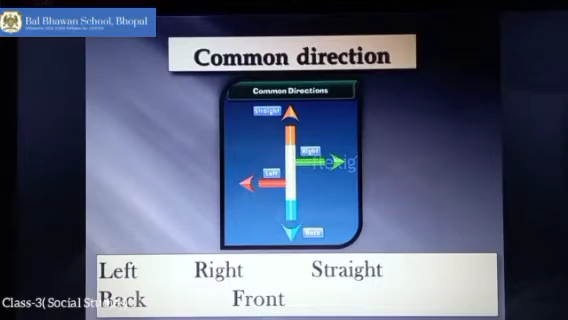 Bal Bhawan School, Bhopal
Common direction
Common Directions
Straight
Right
Left
Back
Left Right Straight
Class-3(Social
Back Front